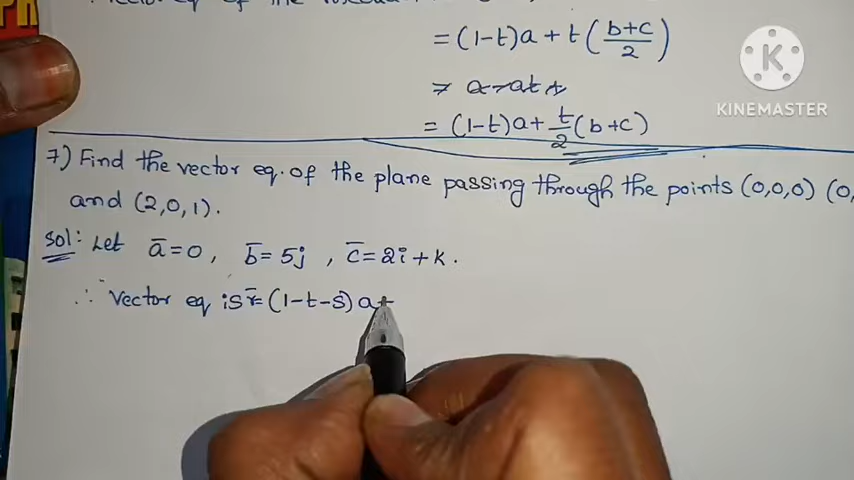 = (1-t)a + t(b+c/2)
KINEMASTER
= (1-t)a + t/2 (b+c)
7) Find the vector eq. of the plane passing through the points (0,0,0) (0,
and (2,0,1).
Sol: Let a̅=0, b̅=5j, c̅=2i+k.
∴ Vector eq is r̅=(1-t-s)a+